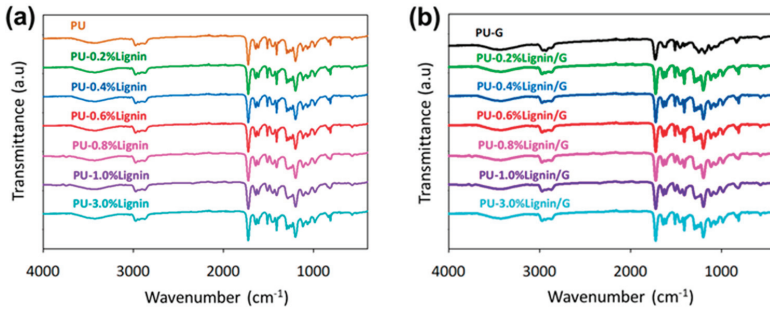 (a)
Transmittance (a.u)
PU
PU-0.2%Lignin
PU-0.4%Lignin
PU-0.6%Lignin
PU-0.8%Lignin
PU-1.0%Lignin
PU-3.0%Lignin
4000 3000 2000 1000
Wavenumber (cm⁻¹)
(b)
Transmittance (a.u)
PU-G
PU-0.2%Lignin/G
PU-0.4%Lignin/G
PU-0.6%Lignin/G
PU-0.8%Lignin/G
PU-1.0%Lignin/G
PU-3.0%Lignin/G
4000 3000 2000 1000
Wavenumber (cm⁻¹)